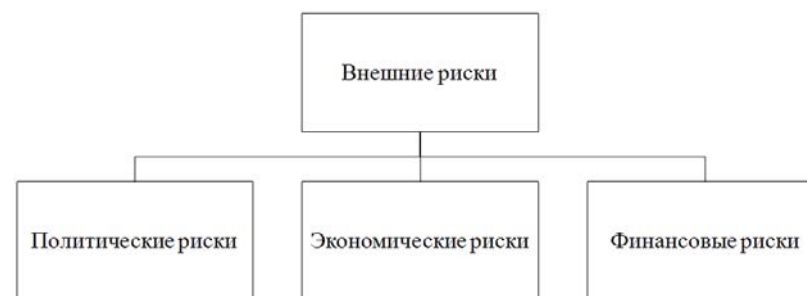 Внешние риски
Политические риски
Экономические риски
Финансовые риски